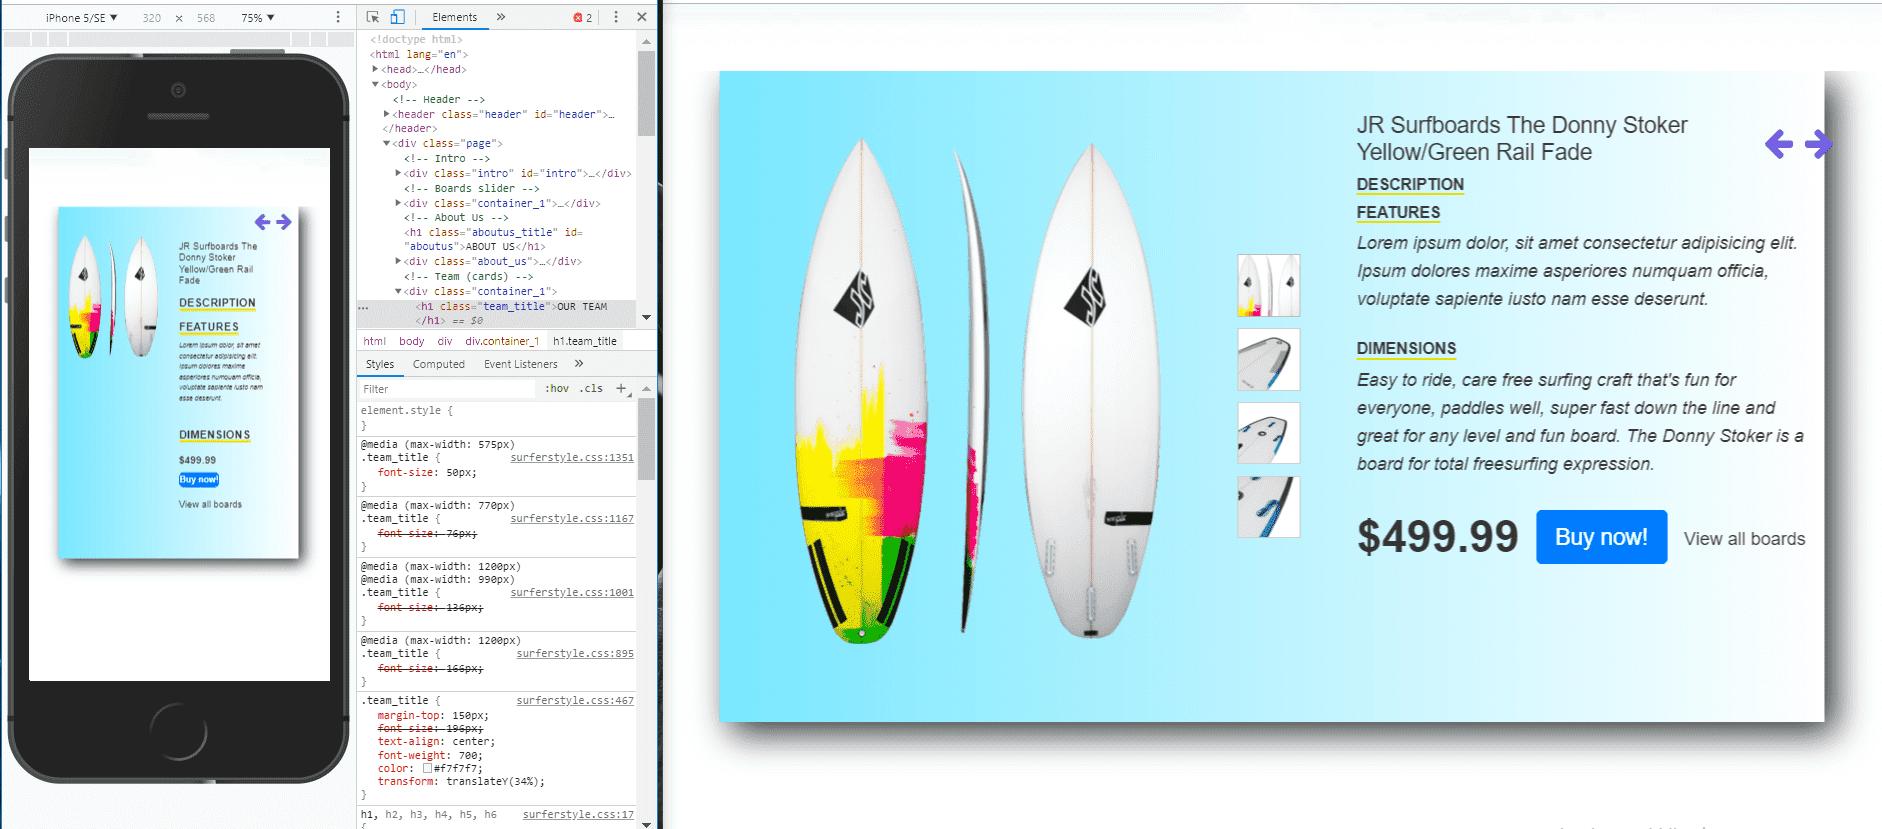 iPhone 5/SE ▼ 320 × 568 75% ▼
Elements » 2
<!doctype html>
<html lang="en">
<head>…</head>
<body>
<!-- Header -->
<header class="header" id="header">…
</header>
<div class="page">
<!-- Intro -->
<div class="intro" id="intro">…</div>
<!-- Boards slider -->
<div class="container_1">…</div>
<!-- About Us -->
<h1 class="aboutus_title" id=
"aboutus">ABOUT US</h1>
<div class="about_us">…</div>
<!-- Team (cards) -->
<div class="container_1">
<h1 class="team_title">OUR TEAM
</h1> == $0
html body div div.container_1 h1.team_title
Styles Computed Event Listeners »
Filter :hov .cls +
element.style {
}
@media (max-width: 575px)
.team_title { surferstyle.css:1351
font-size: 50px;
}
@media (max-width: 770px)
.team_title { surferstyle.css:1167
font-size: 76px;
}
@media (max-width: 1200px)
@media (max-width: 990px)
.team_title { surferstyle.css:1001
font-size: 136px;
}
@media (max-width: 1200px)
.team_title { surferstyle.css:895
font-size: 166px;
}
.team_title { surferstyle.css:467
margin-top: 150px;
font-size: 196px;
text-align: center;
font-weight: 700;
color: #f7f7f7;
transform: translateY(34%);
}
h1, h2, h3, h4, h5, h6 surferstyle.css:17
{
JR Surfboards The
Donny Stoker
Yellow/Green Rail
Fade
DESCRIPTION
FEATURES
Lorem ipsum dolor, sit amet
consectetur adipisicing elit.
Ipsum dolores maxime
asperiores numquam officia,
voluptate sapiente iusto nam
esse deserunt.
DIMENSIONS
$499.99
Buy now!
View all boards
JR Surfboards The Donny Stoker
Yellow/Green Rail Fade
DESCRIPTION
FEATURES
Lorem ipsum dolor, sit amet consectetur adipisicing elit.
Ipsum dolores maxime asperiores numquam officia,
voluptate sapiente iusto nam esse deserunt.
DIMENSIONS
Easy to ride, care free surfing craft that's fun for
everyone, paddles well, super fast down the line and
great for any level and fun board. The Donny Stoker is a
board for total freesurfing expression.
$499.99 Buy now! View all boards